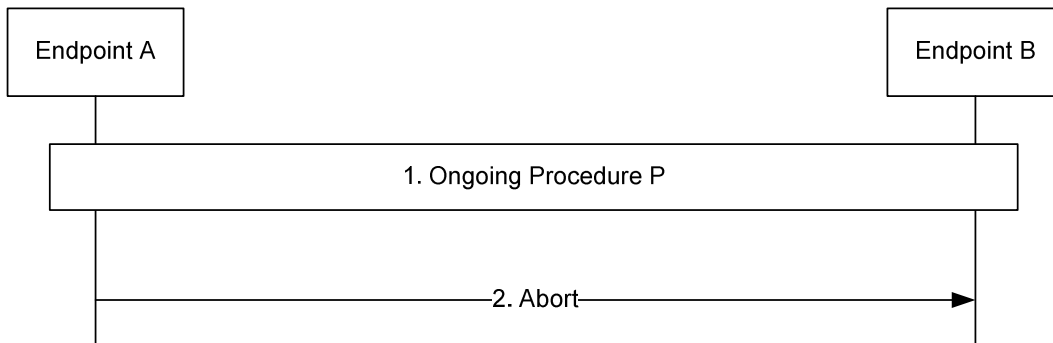 Endpoint A
Endpoint B
1. Ongoing Procedure P
2. Abort